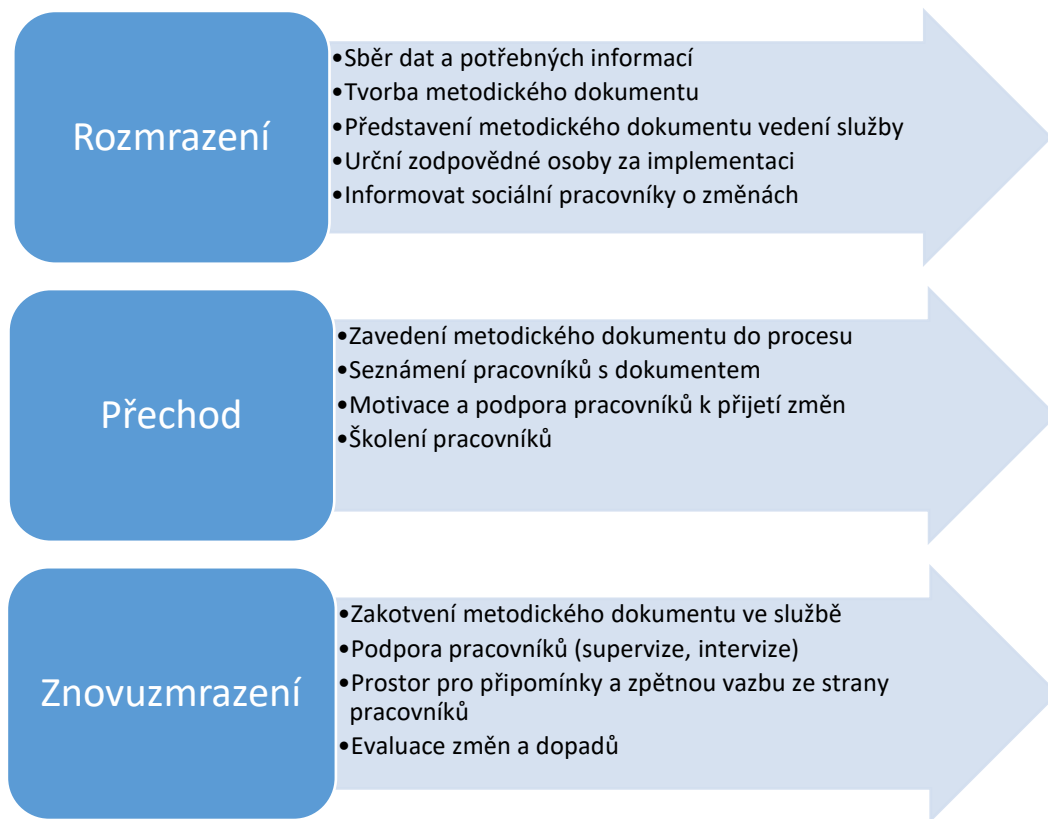 Rozmrazení
•Sběr dat a potřebných informací
•Tvorba metodického dokumentu
•Představení metodického dokumentu vedení služby
•Urční zodpovědné osoby za implementaci
•Informovat sociální pracovníky o změnách
Přechod
•Zavedení metodického dokumentu do procesu
•Seznámení pracovníků s dokumentem
•Motivace a podpora pracovníků k přijetí změn
•Školení pracovníků
Znovuzmrazení
•Zakotvení metodického dokumentu ve službě
•Podpora pracovníků (supervize, intervize)
•Prostor pro připomínky a zpětnou vazbu ze strany
pracovníků
•Evaluace změn a dopadů